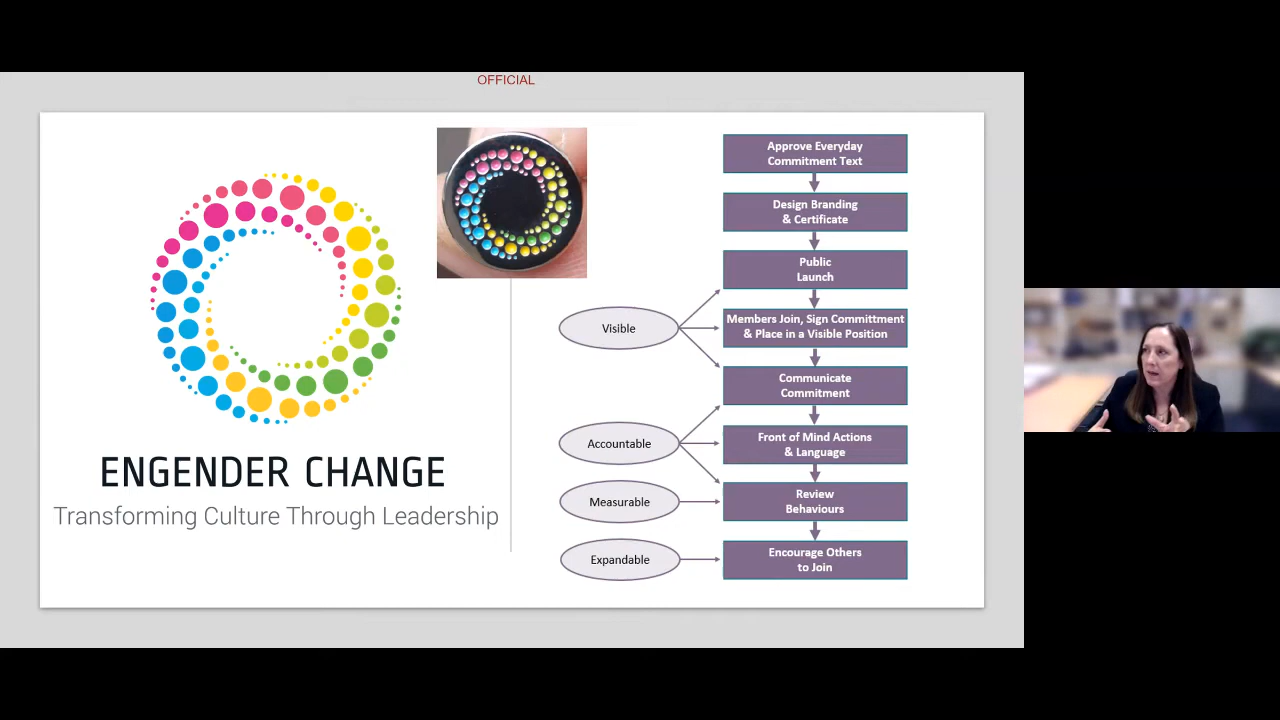 OFFICIAL
ENGENDER CHANGE
Transforming Culture Through Leadership
Approve Everyday
Commitment Text
Design Branding
& Certificate
Public
Launch
Visible
Members Join, Sign Committment
& Place in a Visible Position
Communicate
Commitment
Accountable
Front of Mind Actions
& Language
Measurable
Review
Behaviours
Expandable
Encourage Others
to Join